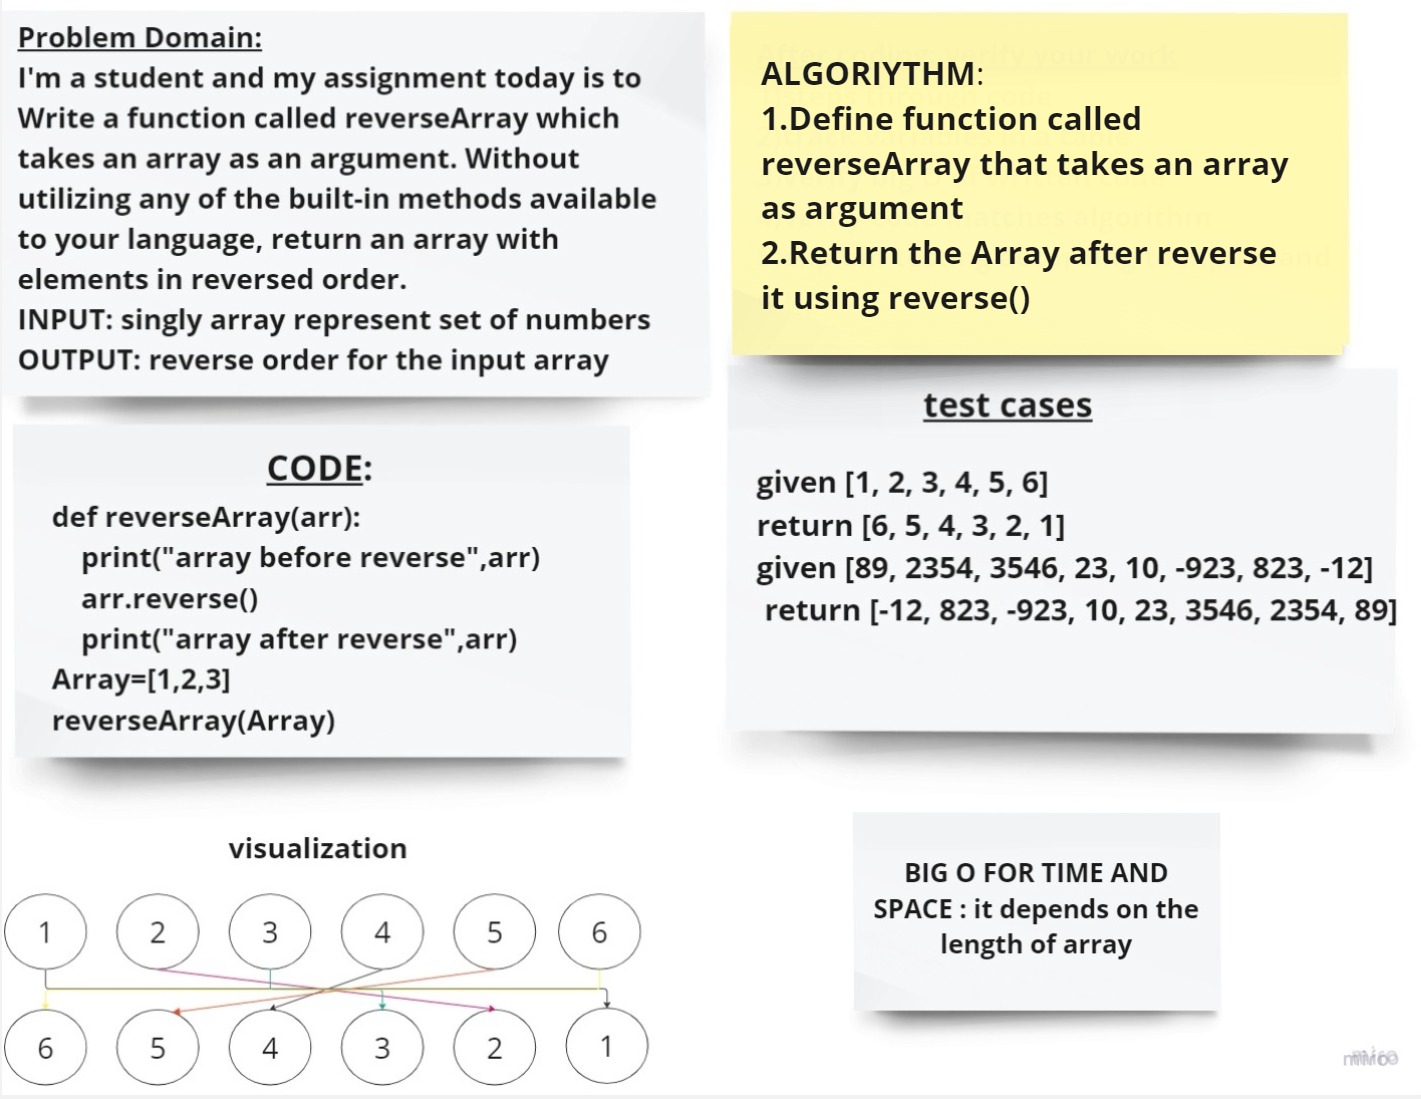 Problem Domain:
I'm a student and my assignment today is to
Write a function called reverseArray which
takes an array as an argument. Without
utilizing any of the built-in methods available
to your language, return an array with
elements in reversed order.
INPUT: singly array represent set of numbers
OUTPUT: reverse order for the input array
ALGORIYTHM:
1.Define function called
reverseArray that takes an array
as argument
2.Return the Array after reverse
it using reverse()
CODE:
def reverseArray(arr):
print("array before reverse",arr)
arr.reverse()
print("array after reverse",arr)
Array=[1,2,3]
reverseArray(Array)
test cases
given [1, 2, 3, 4, 5, 6]
return [6, 5, 4, 3, 2, 1]
given [89, 2354, 3546, 23, 10, -923, 823, -12]
return [-12, 823, -923, 10, 23, 3546, 2354, 89]
visualization
1 2 3 4 5 6
6 5 4 3 2 1
BIG O FOR TIME AND
SPACE : it depends on the
length of array
miro